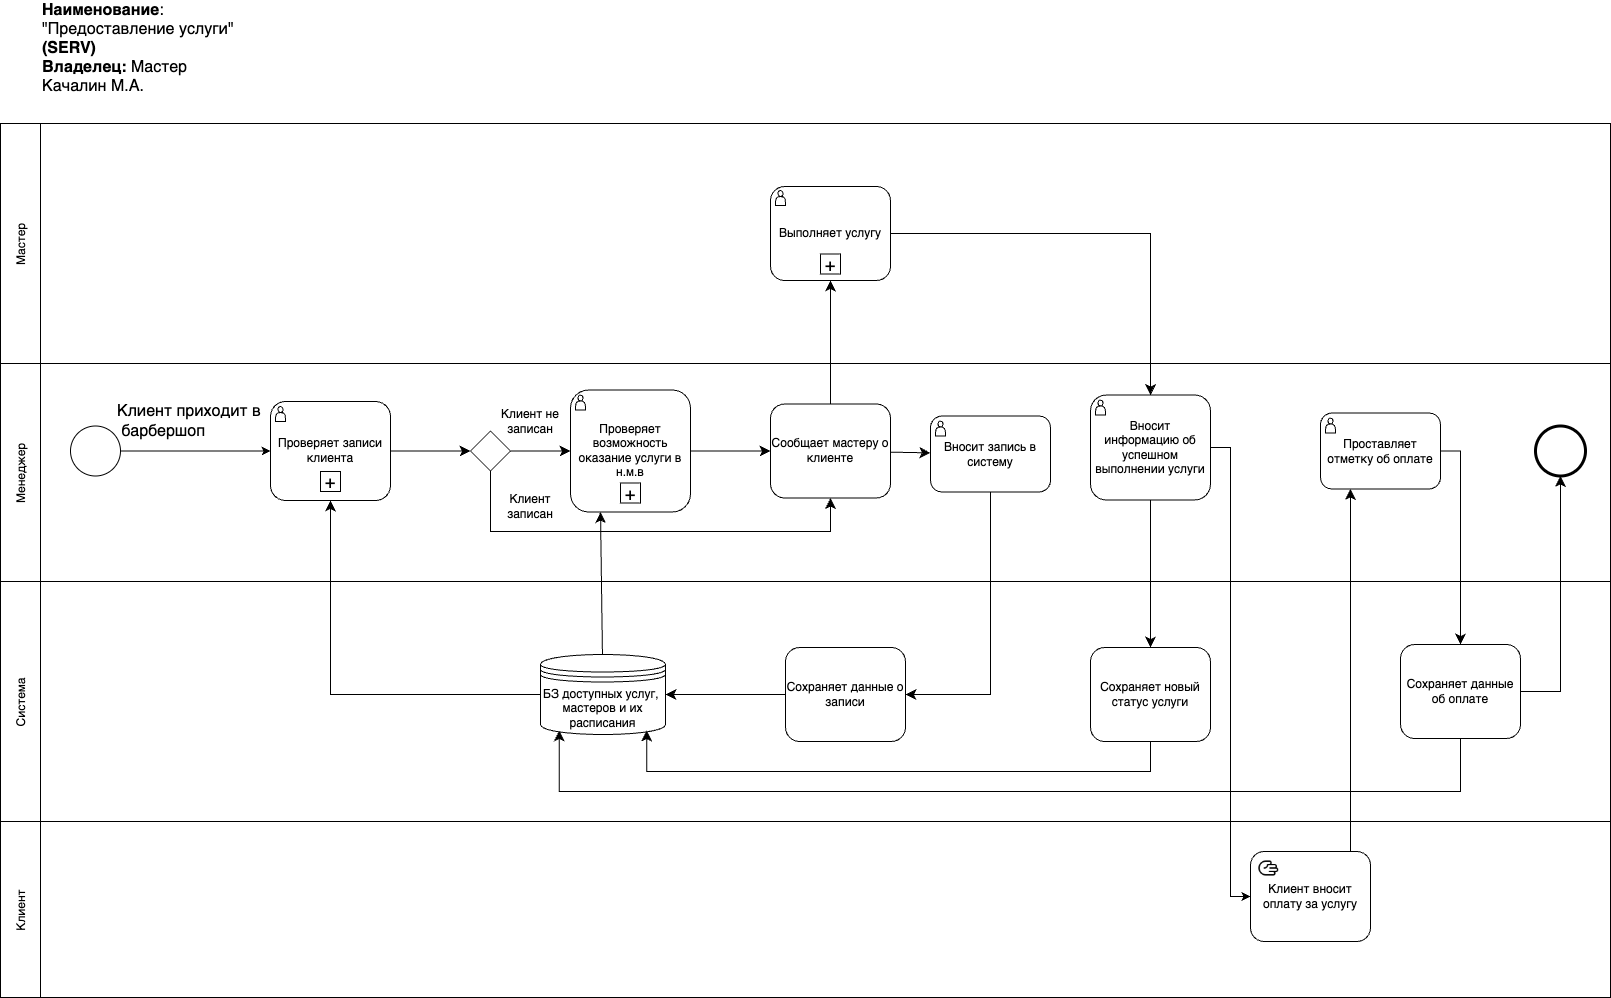 Наименование:
"Предоставление услуги"
(SERV)
Владелец: Мастер
Качалин М.А.
Мастер
Выполняет услугу
Менеджер
Клиент приходит в
барбершоп
Проверяет записи
клиента
Клиент не
записан
Клиент
записан
Проверяет
возможность
оказание услуги в
н.м.в
Сообщает мастеру о
клиенте
Вносит запись в
систему
Вносит
информацию об
успешном
выполнении услуги
Проставляет
отметку об оплате
Система
БЗ доступных услуг,
мастеров и их
расписания
Сохраняет данные о
записи
Сохраняет новый
статус услуги
Сохраняет данные
об оплате
Клиент
Клиент вносит
оплату за услугу